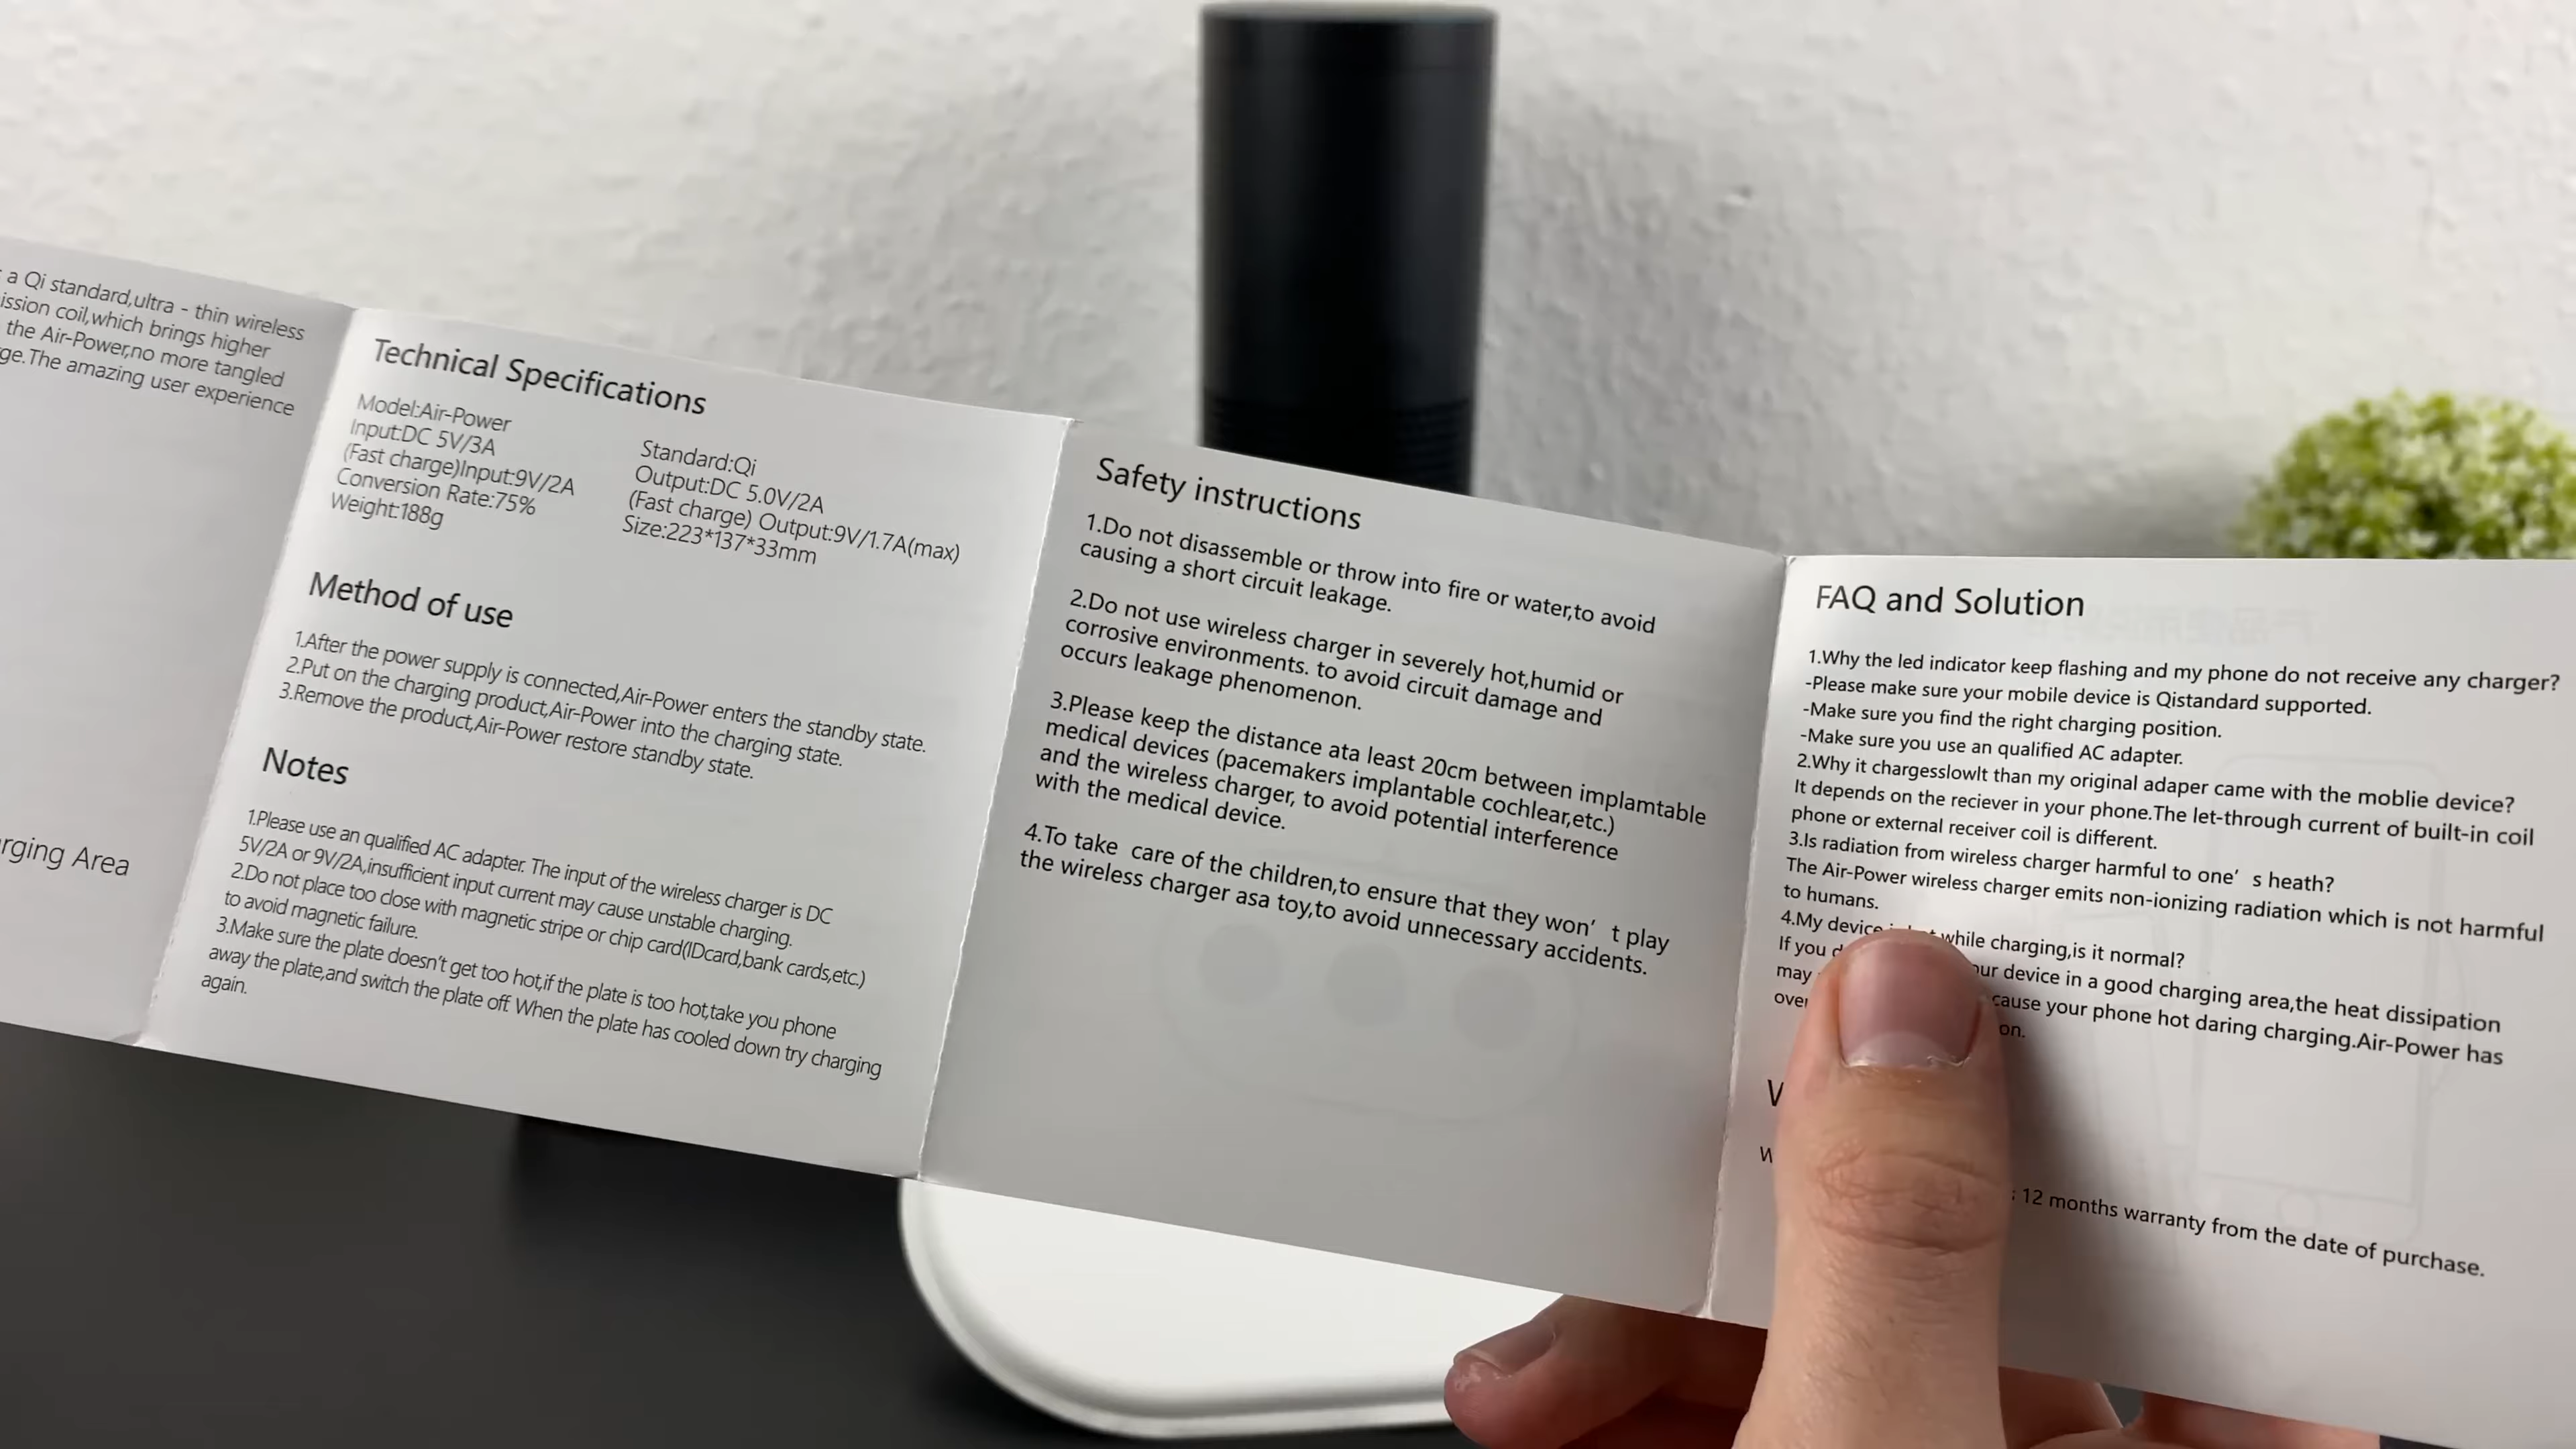 a Qi standard,ultra - thin wireless
ission coil,which brings higher
the Air-Power,no more tangled
ge.The amazing user experience
rging Area
Technical Specifications
Model:Air-Power
Input:DC 5V/3A
(Fast charge)Input:9V/2A
Conversion Rate:75%
Weight:188g
Standard:Qi
Output:DC 5.0V/2A
(Fast charge) Output:9V/1.7A(max)
Size:223*137*33mm
Method of use
1.After the power supply is connected,Air-Power enters the standby state.
2.Put on the charging product,Air-Power into the charging state.
3.Remove the product,Air-Power restore standby state.
Notes
1.Please use an qualified AC adapter. The input of the wireless charger is DC
5V/2A or 9V/2A,insufficient input current may cause unstable charging.
2.Do not place too close with magnetic stripe or chip card(IDcard,bank cards,etc.)
to avoid magnetic failure.
3.Make sure the plate doesn't get too hot,if the plate is too hot,take you phone
away the plate,and switch the plate off. When the plate has cooled down try charging
again.
Safety instructions
1.Do not disassemble or throw into fire or water,to avoid
causing a short circuit leakage.
2.Do not use wireless charger in severely hot,humid or
corrosive environments. to avoid circuit damage and
occurs leakage phenomenon.
3.Please keep the distance ata least 20cm between implamtable
medical devices (pacemakers implantable cochlear,etc.)
and the wireless charger, to avoid potential interference
with the medical device.
4.To take care of the children,to ensure that they won' t play
the wireless charger asa toy,to avoid unnecessary accidents.
FAQ and Solution
1.Why the led indicator keep flashing and my phone do not receive any charger?
-Please make sure your mobile device is Qistandard supported.
-Make sure you find the right charging position.
-Make sure you use an qualified AC adapter.
2.Why it chargesslowlt than my original adaper came with the moblie device?
It depends on the reciever in your phone.The let-through current of built-in coil
phone or external receiver coil is different.
3.Is radiation from wireless charger harmful to one' s heath?
The Air-Power wireless charger emits non-ionizing radiation which is not harmful
to humans.
4.My device while charging,is it normal?
If you device in a good charging area,the heat dissipation
may cause your phone hot daring charging.Air-Power has
on.
: 12 months warranty from the date of purchase.